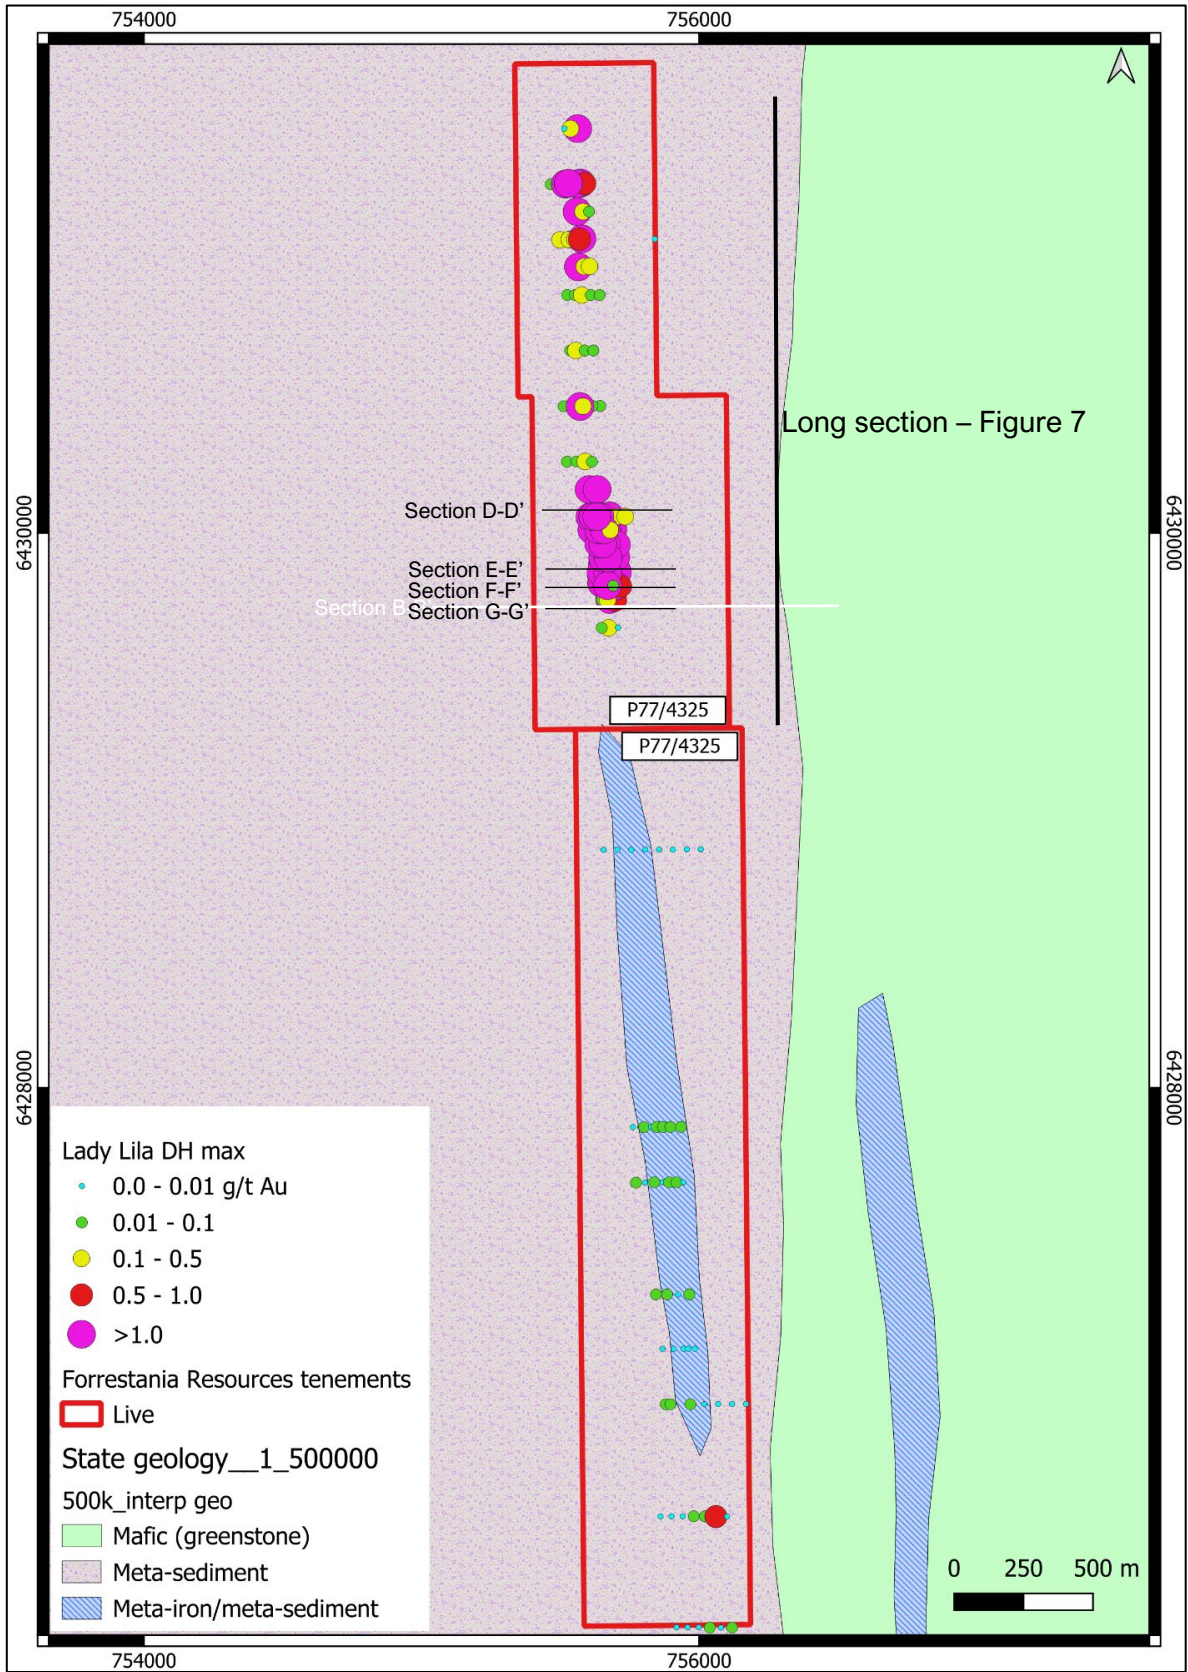 754000
756000
Long section – Figure 7
6430000
6430000
Section D-D'
Section E-E'
Section F-F'
Section B
Section G-G'
P77/4325
P77/4325
6428000
6428000
Lady Lila DH max
0.0 - 0.01 g/t Au
0.01 - 0.1
0.1 - 0.5
0.5 - 1.0
>1.0
Forrestania Resources tenements
Live
State geology__1_500000
500k_interp geo
Mafic (greenstone)
Meta-sediment
Meta-iron/meta-sediment
0 250 500 m
754000
756000